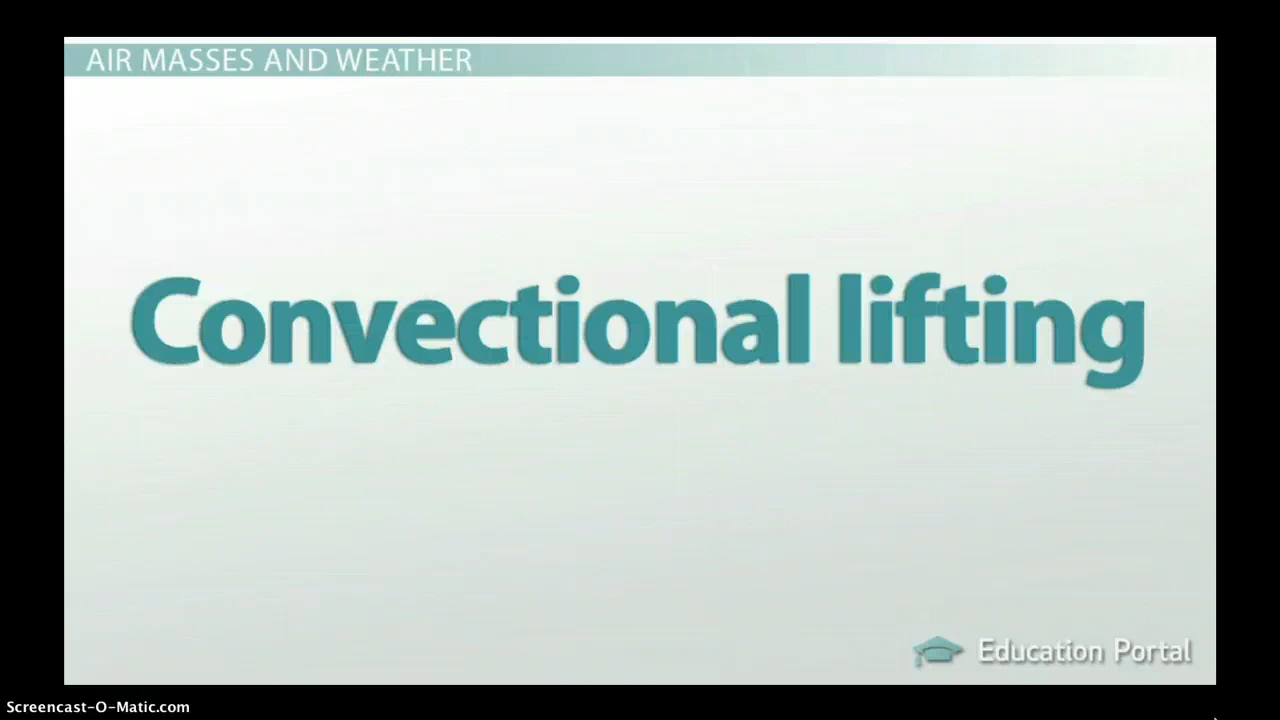 AIR MASSES AND WEATHER
Convectional lifting
Education Portal
Screencast-O-Matic.com